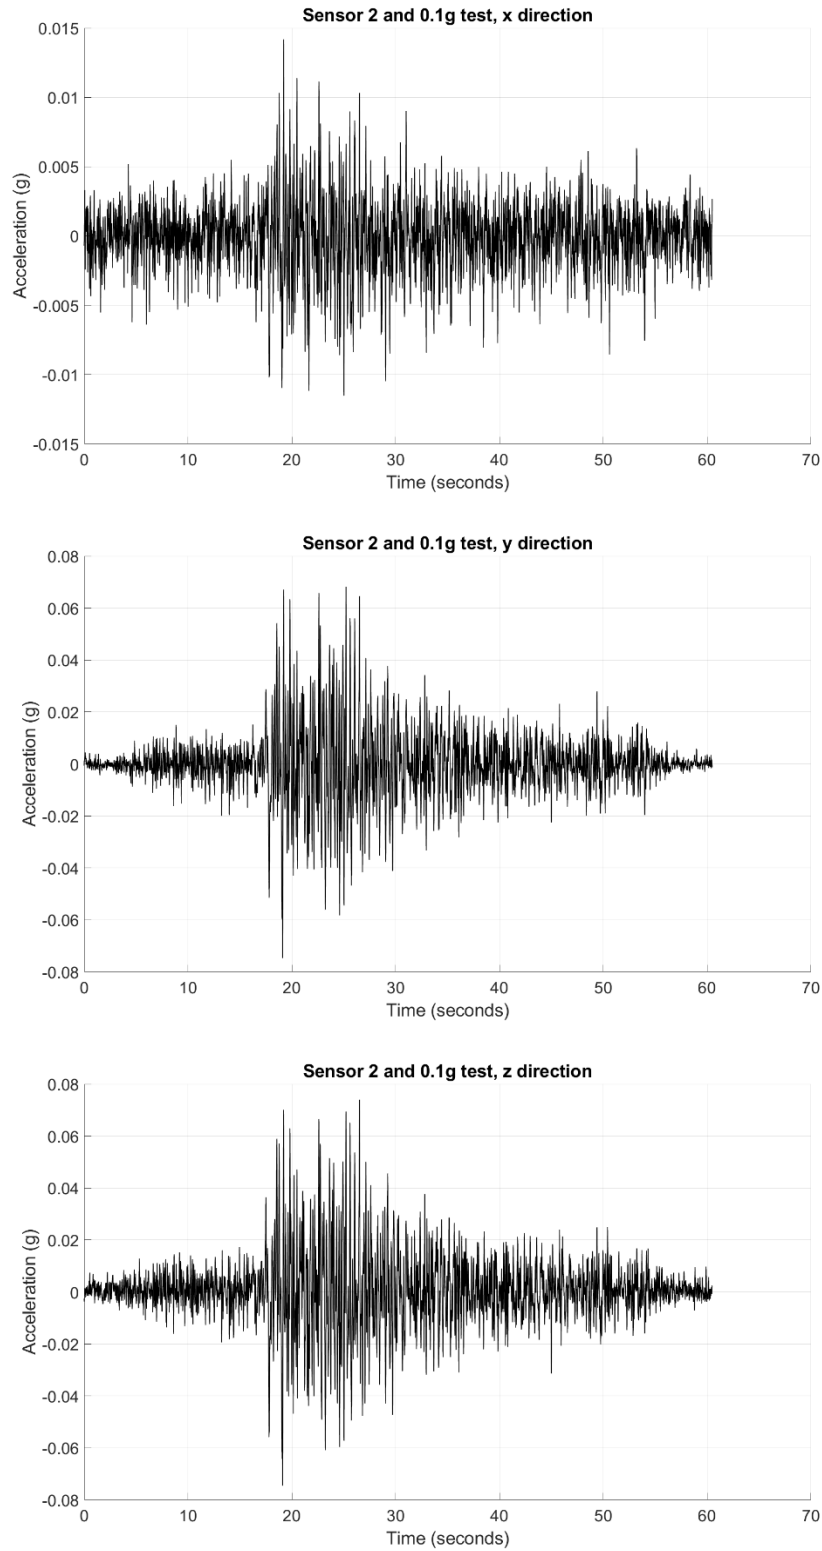 Sensor 2 and 0.1g test, x direction
0.015
0.01
0.005
0
-0.005
-0.01
-0.015
Acceleration (g)
0 10 20 30 40 50 60 70
Time (seconds)
Sensor 2 and 0.1g test, y direction
0.08
0.06
0.04
0.02
0
-0.02
-0.04
-0.06
-0.08
Acceleration (g)
0 10 20 30 40 50 60 70
Time (seconds)
Sensor 2 and 0.1g test, z direction
0.08
0.06
0.04
0.02
0
-0.02
-0.04
-0.06
-0.08
Acceleration (g)
0 10 20 30 40 50 60 70
Time (seconds)